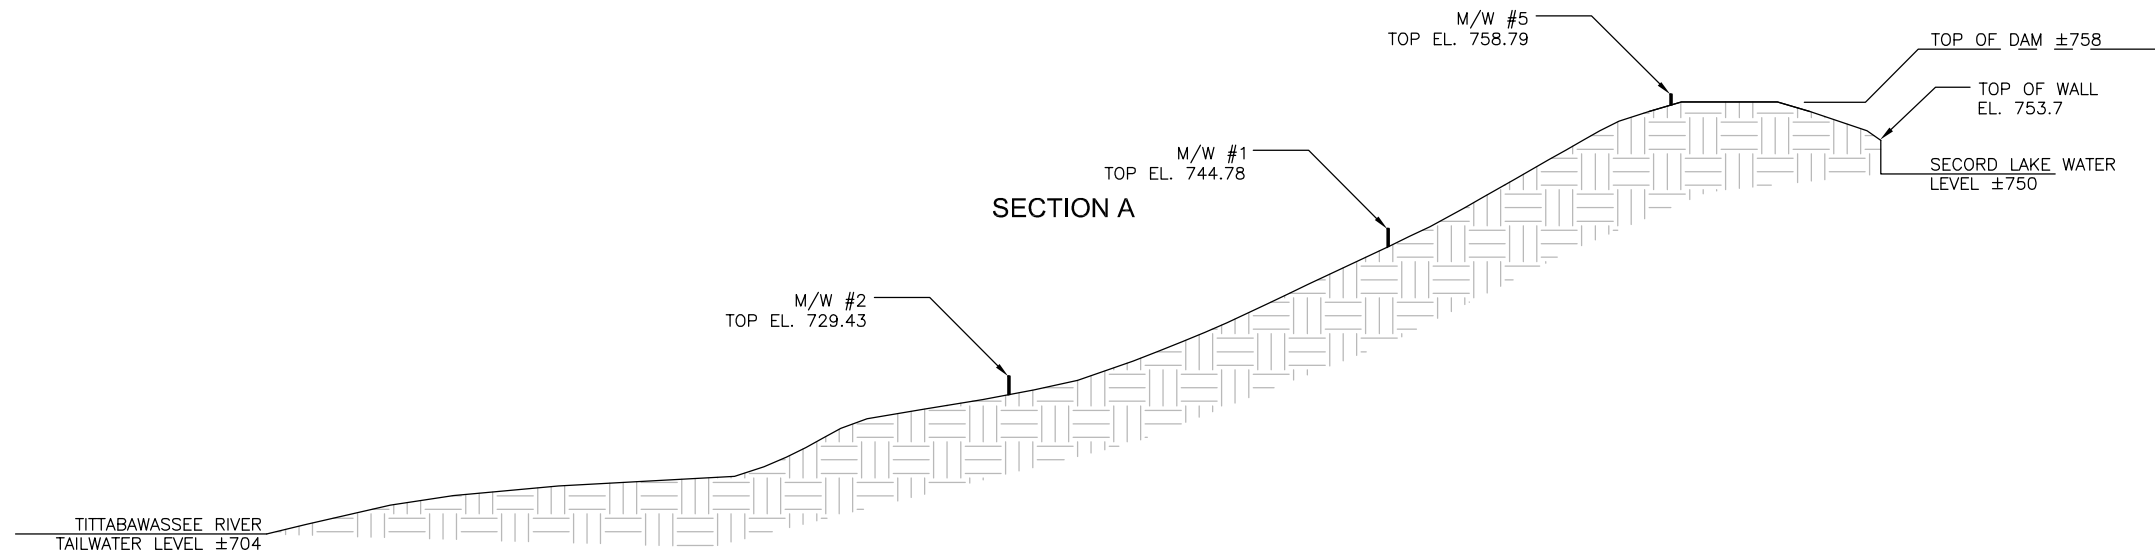 M/W #5
TOP EL. 758.79
TOP OF DAM ±758
TOP OF WALL
EL. 753.7
M/W #1
TOP EL. 744.78
SECORD LAKE WATER
LEVEL ±750
SECTION A
M/W #2
TOP EL. 729.43
TITTABAWASSEE RIVER
TAILWATER LEVEL ±704